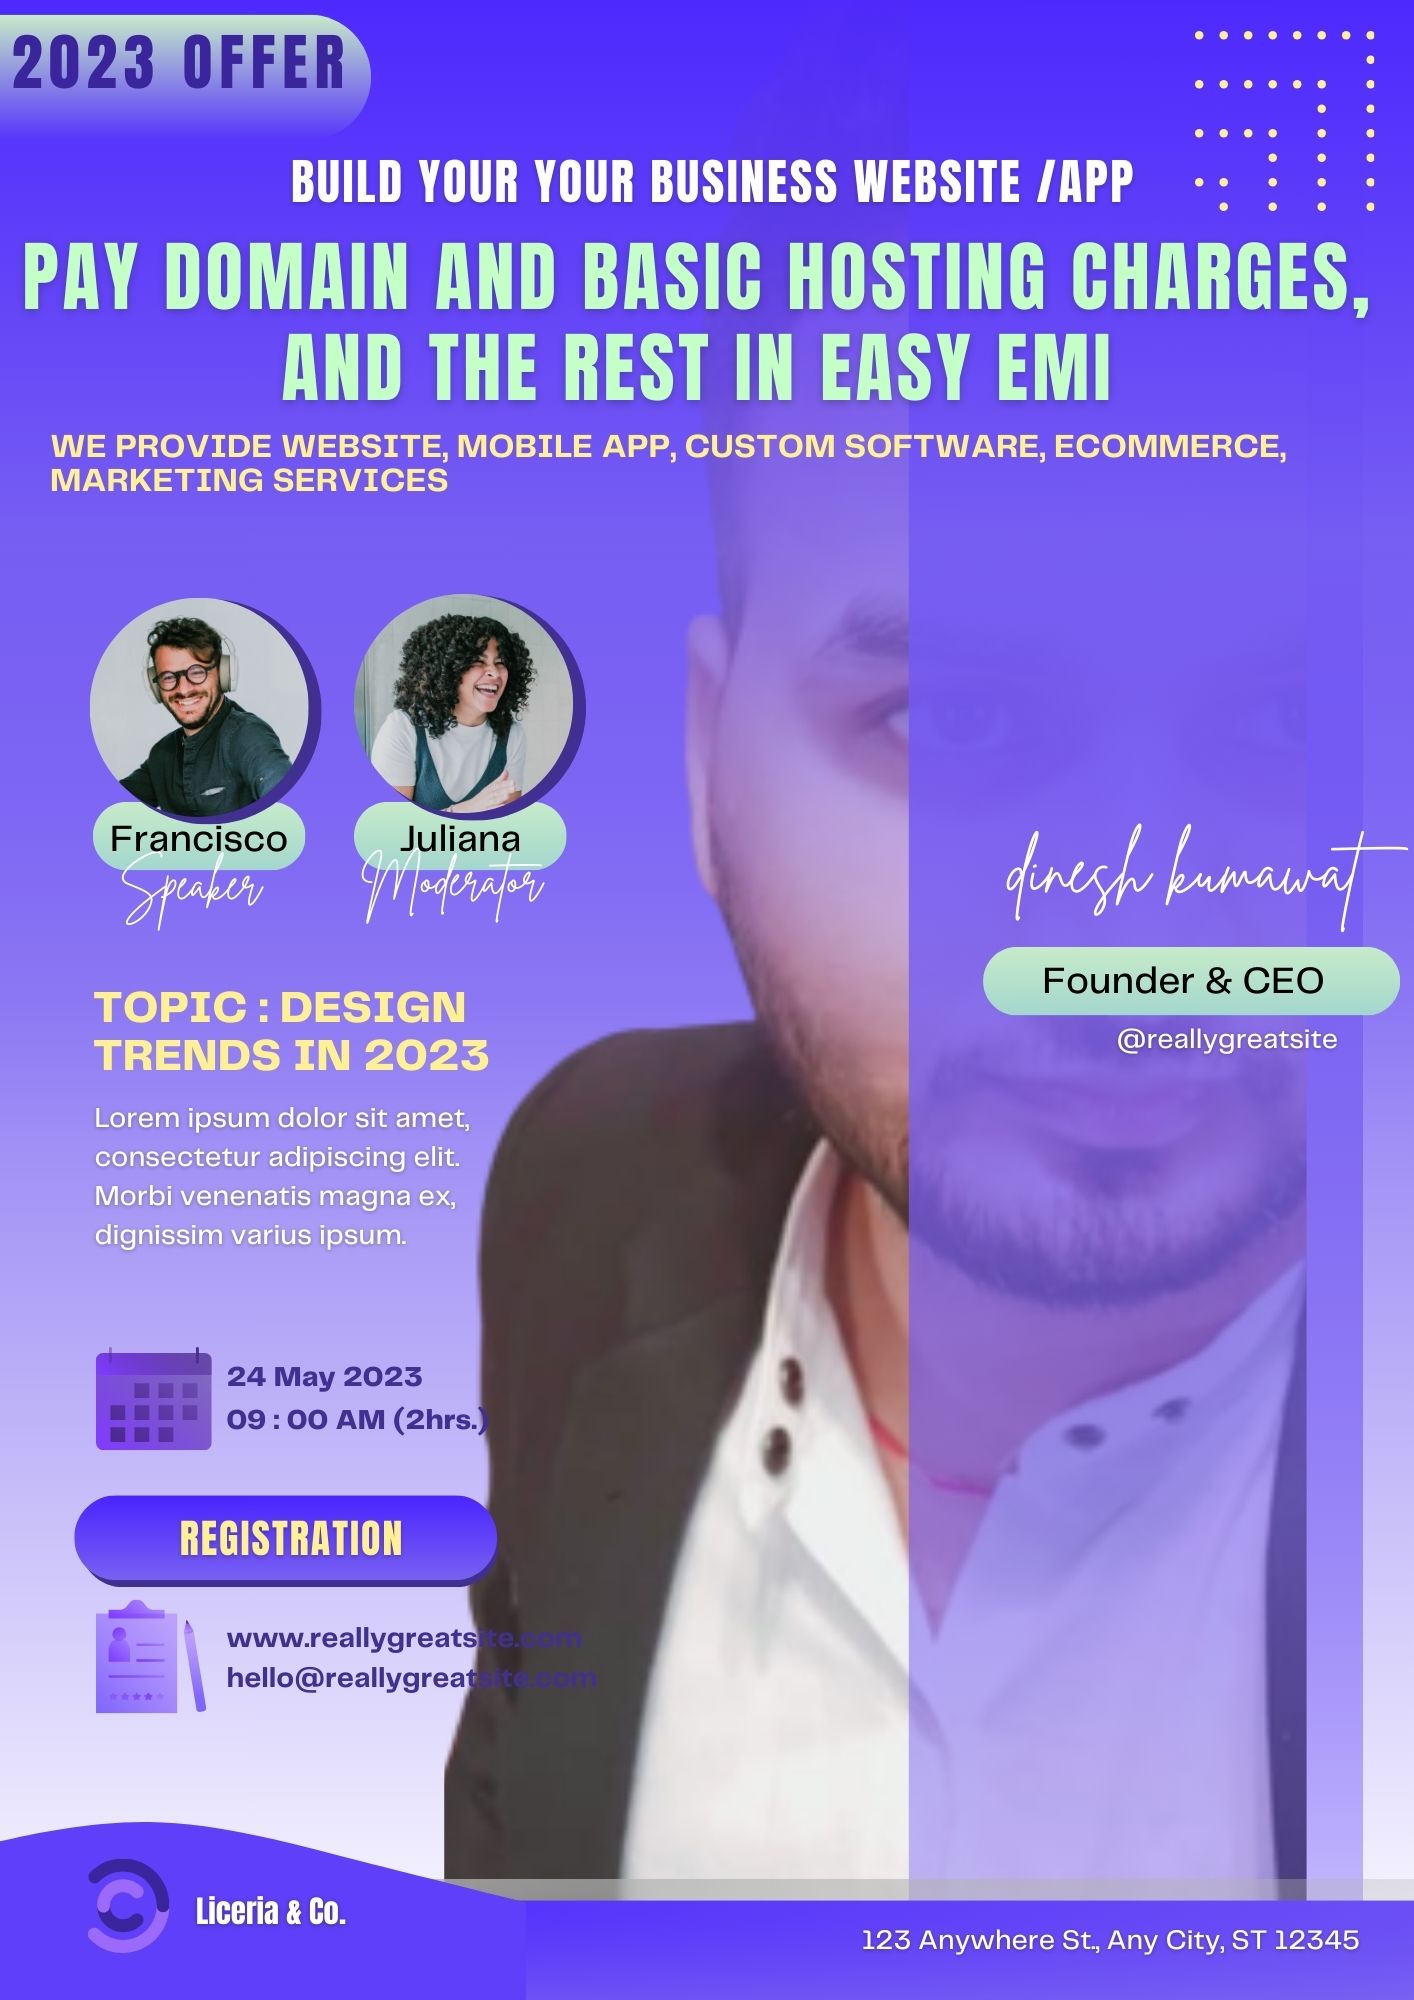 2023 OFFER
BUILD YOUR YOUR BUSINESS WEBSITE /APP
PAY DOMAIN AND BASIC HOSTING CHARGES,
AND THE REST IN EASY EMI
WE PROVIDE WEBSITE, MOBILE APP, CUSTOM SOFTWARE, ECOMMERCE,
MARKETING SERVICES
Francisco
Speaker
Juliana
Moderator
dinesh kumawat
Founder & CEO
@reallygreatsite
TOPIC : DESIGN
TRENDS IN 2023
Lorem ipsum dolor sit amet,
consectetur adipiscing elit.
Morbi venenatis magna ex,
dignissim varius ipsum.
24 May 2023
09 : 00 AM (2hrs.)
REGISTRATION
www.reallygreatsite.com
hello@reallygreatsite.com
Liceria & Co.
123 Anywhere St., Any City, ST 12345